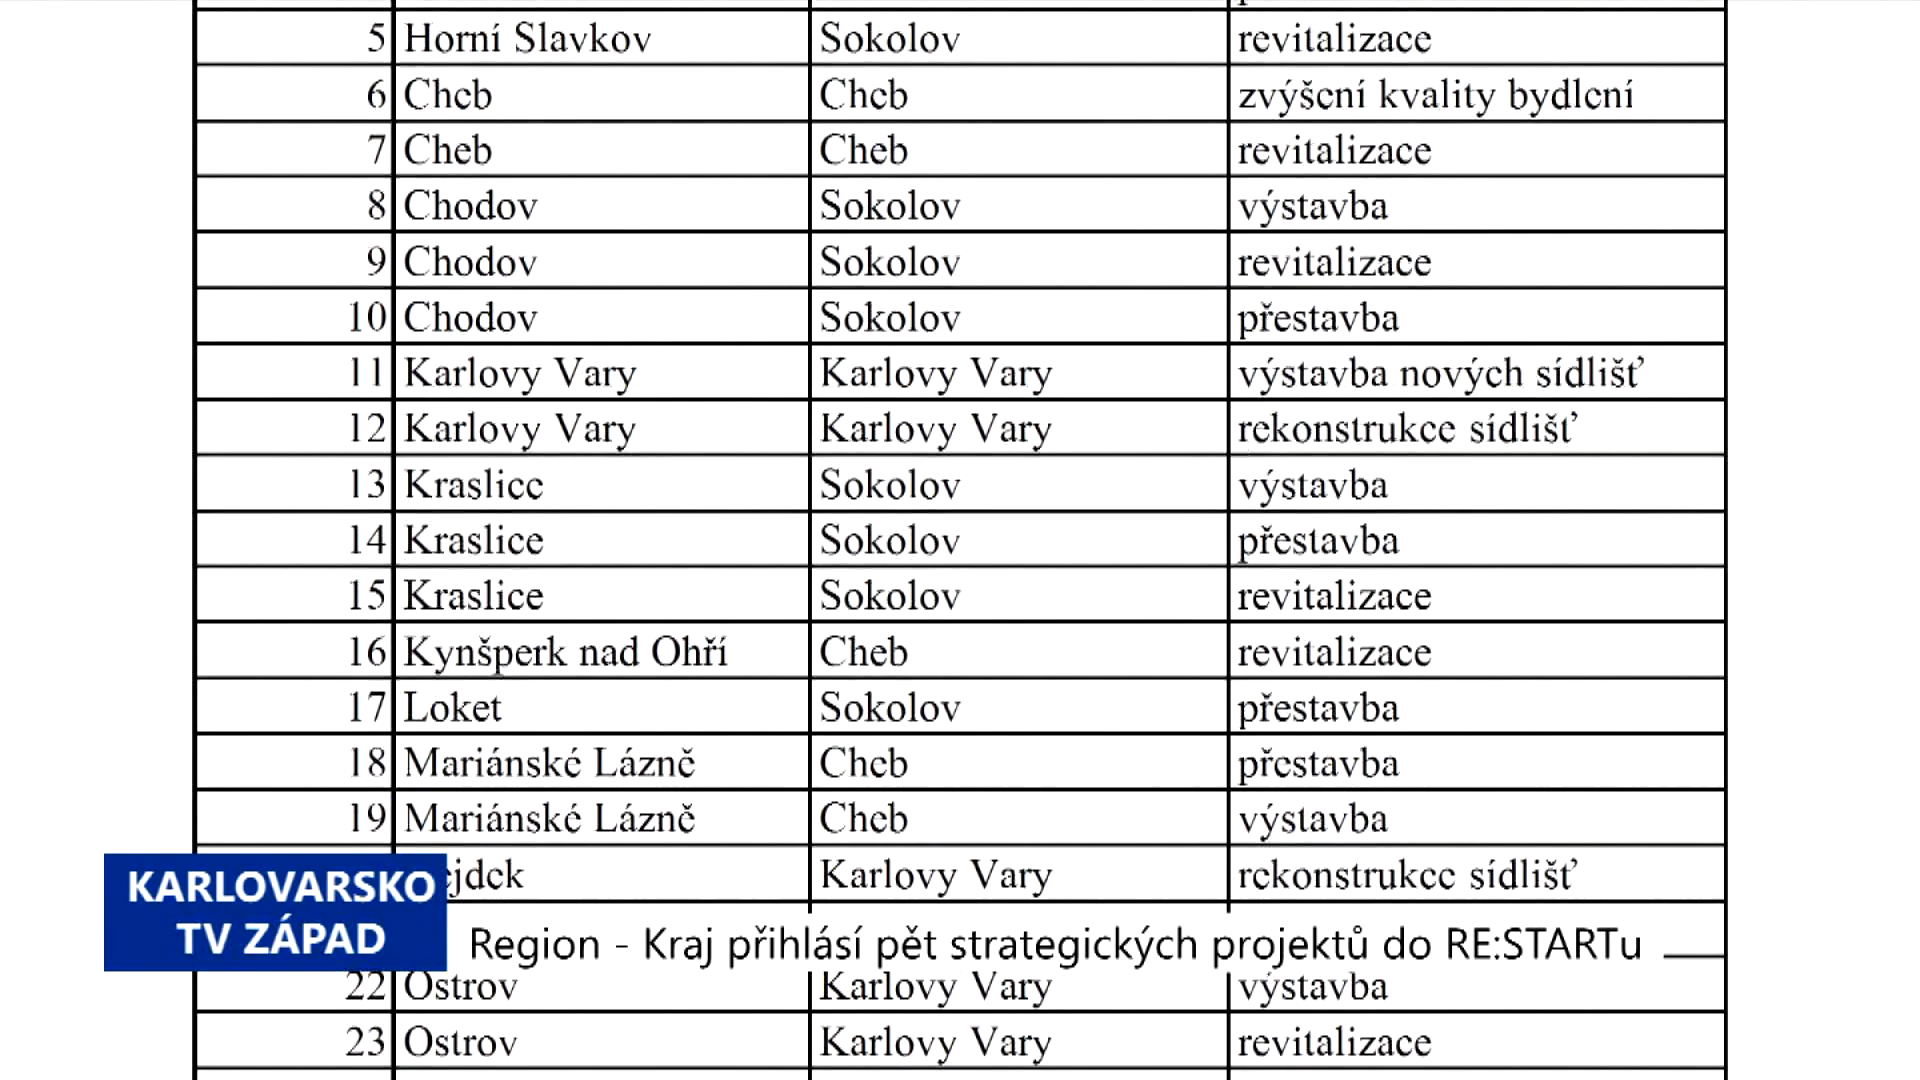 5 Horní Slavkov Sokolov revitalizace
6 Cheb Cheb zvýšení kvality bydlení
7 Cheb Cheb revitalizace
8 Chodov Sokolov výstavba
9 Chodov Sokolov revitalizace
10 Chodov Sokolov přestavba
11 Karlovy Vary Karlovy Vary výstavba nových sídlišť
12 Karlovy Vary Karlovy Vary rekonstrukce sídlišť
13 Kraslice Sokolov výstavba
14 Kraslice Sokolov přestavba
15 Kraslice Sokolov revitalizace
16 Kynšperk nad Ohří Cheb revitalizace
17 Loket Sokolov přestavba
18 Mariánské Lázně Cheb přestavba
19 Mariánské Lázně Cheb výstavba
Karlovy Vary rekonstrukce sídlišť
KARLOVARSKO
TV ZÁPAD
Region - Kraj přihlásí pět strategických projektů do RE:STARTu
22 Ostrov Karlovy Vary výstavba
23 Ostrov Karlovy Vary revitalizace